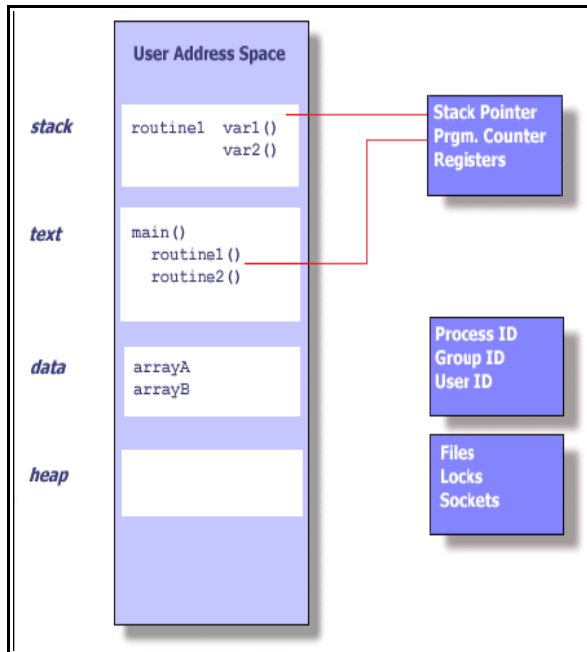 User Address Space
stack
routine1 var1()
var2()
Stack Pointer
Prgm. Counter
Registers
text
main()
routine1()
routine2()
data
arrayA
arrayB
Process ID
Group ID
User ID
heap
Files
Locks
Sockets